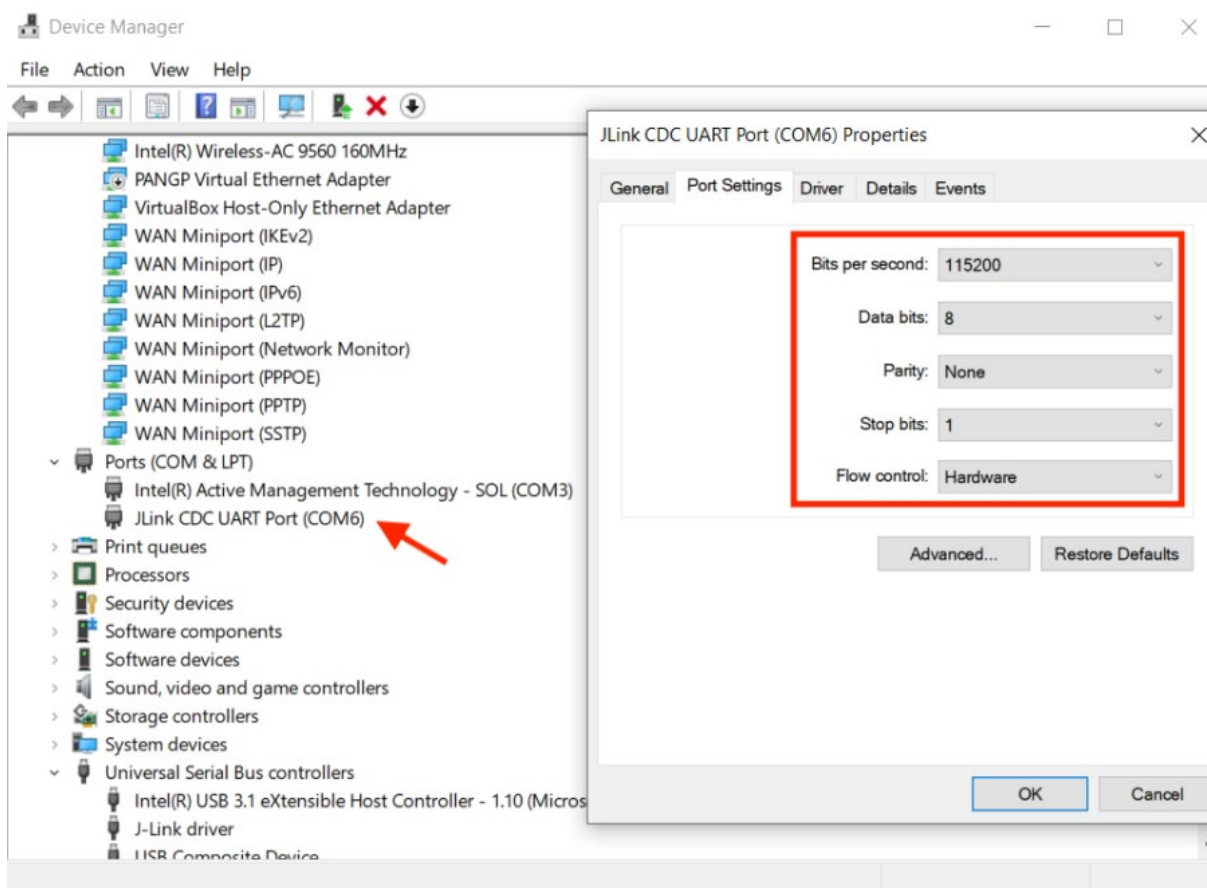 Device Manager
File Action View Help
Intel(R) Wireless-AC 9560 160MHz
PANGP Virtual Ethernet Adapter
VirtualBox Host-Only Ethernet Adapter
WAN Miniport (IKEv2)
WAN Miniport (IP)
WAN Miniport (IPv6)
WAN Miniport (L2TP)
WAN Miniport (Network Monitor)
WAN Miniport (PPPOE)
WAN Miniport (PPTP)
WAN Miniport (SSTP)
Ports (COM & LPT)
Intel(R) Active Management Technology - SOL (COM3)
JLink CDC UART Port (COM6)
Print queues
Processors
Security devices
Software components
Software devices
Sound, video and game controllers
Storage controllers
System devices
Universal Serial Bus controllers
Intel(R) USB 3.1 eXtensible Host Controller - 1.10 (Micros
J-Link driver
USB Composite Device
JLink CDC UART Port (COM6) Properties
General Port Settings Driver Details Events
Bits per second: 115200
Data bits: 8
Parity: None
Stop bits: 1
Flow control: Hardware
Advanced... Restore Defaults
OK Cancel